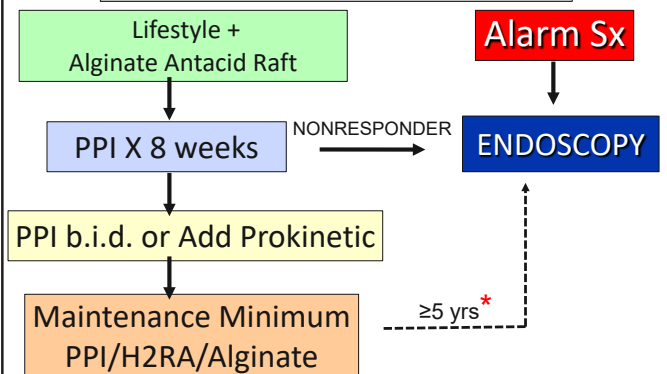 Lifestyle +
Alginate Antacid Raft
Alarm Sx
PPI X 8 weeks
NONRESPONDER
ENDOSCOPY
PPI b.i.d. or Add Prokinetic
Maintenance Minimum
PPI/H2RA/Alginate
≥5 yrs*